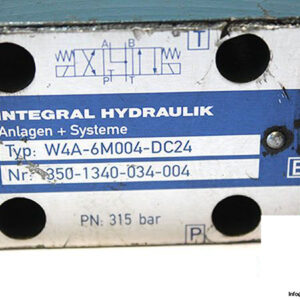 A B
P T
T
INTEGRAL HYDRAULIK
Anlagen + Systeme
Typ: W4A-6M004-DC24
Nr: 350-1340-034-004
PN: 315 bar
P